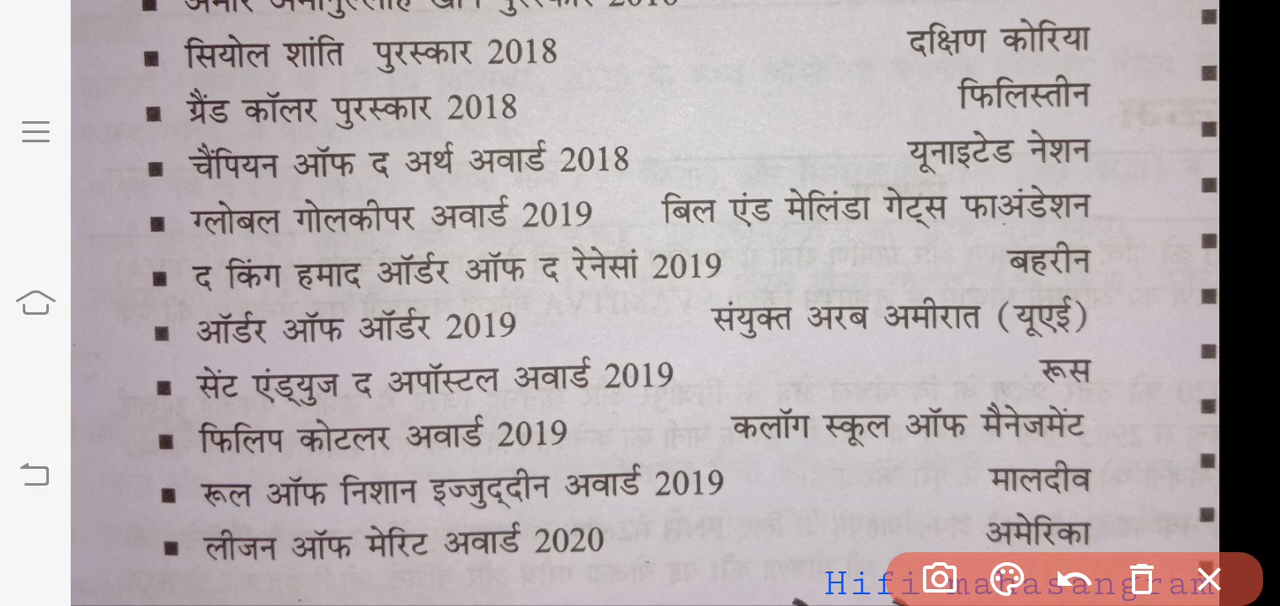 सियोल शांति पुरस्कार 2018 दक्षिण कोरिया
ग्रैंड कॉलर पुरस्कार 2018 फिलिस्तीन
चैंपियन ऑफ द अर्थ अवार्ड 2018 यूनाइटेड नेशन
ग्लोबल गोलकीपर अवार्ड 2019 बिल एंड मेलिंडा गेट्स फाअंडेशन
द किंग हमाद ऑर्डर ऑफ द रेनेसां 2019 बहरीन
ऑर्डर ऑफ ऑर्डर 2019 संयुक्त अरब अमीरात (यूएई)
सेंट एंड्युज द अपॉस्टल अवार्ड 2019 रूस
फिलिप कोटलर अवार्ड 2019 कलॉग स्कूल ऑफ मैनेजमेंट
रूल ऑफ निशान इज्जुद्दीन अवार्ड 2019 मालदीव
लीजन ऑफ मेरिट अवार्ड 2020 अमेरिका
Hifi mahasangram